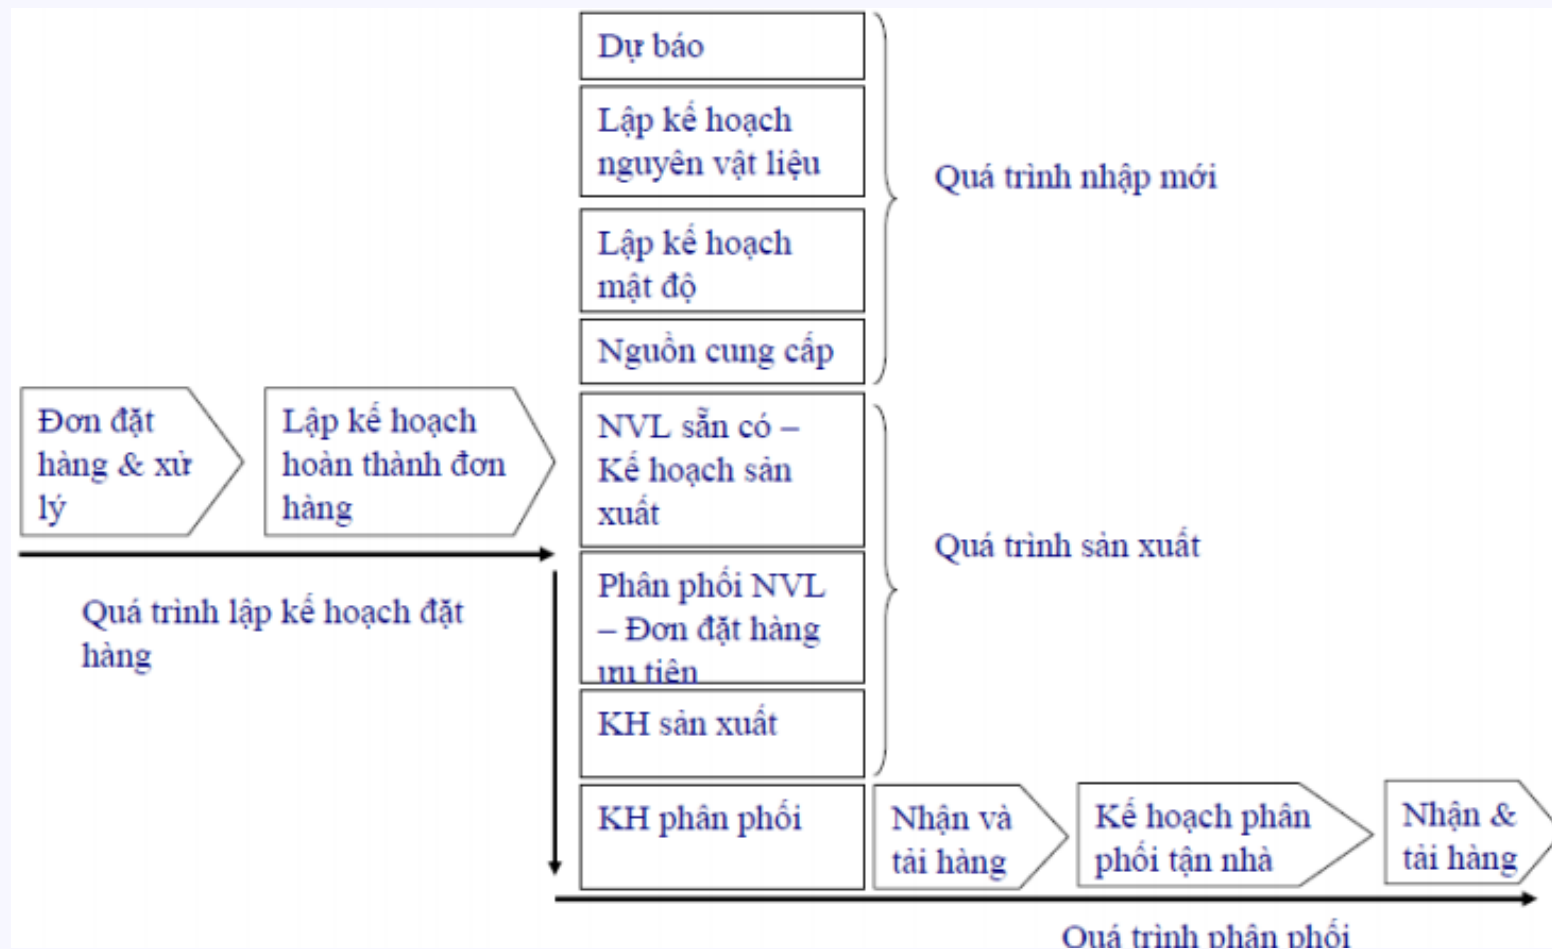 Dự báo
Lập kế hoạch
nguyên vật liệu
Quá trình nhập mới
Lập kế hoạch
mật độ
Nguồn cung cấp
Đơn đặt
hàng & xử
lý
Lập kế hoạch
hoàn thành đơn
hàng
NVL sẵn có –
Kế hoạch sản
xuất
Quá trình sản xuất
Phân phối NVL
– Đơn đặt hàng
ưu tiên
Quá trình lập kế hoạch đặt
hàng
KH sản xuất
KH phân phối
Nhận và
tải hàng
Kế hoạch phân
phối tận nhà
Nhận &
tải hàng
Quá trình phân phối